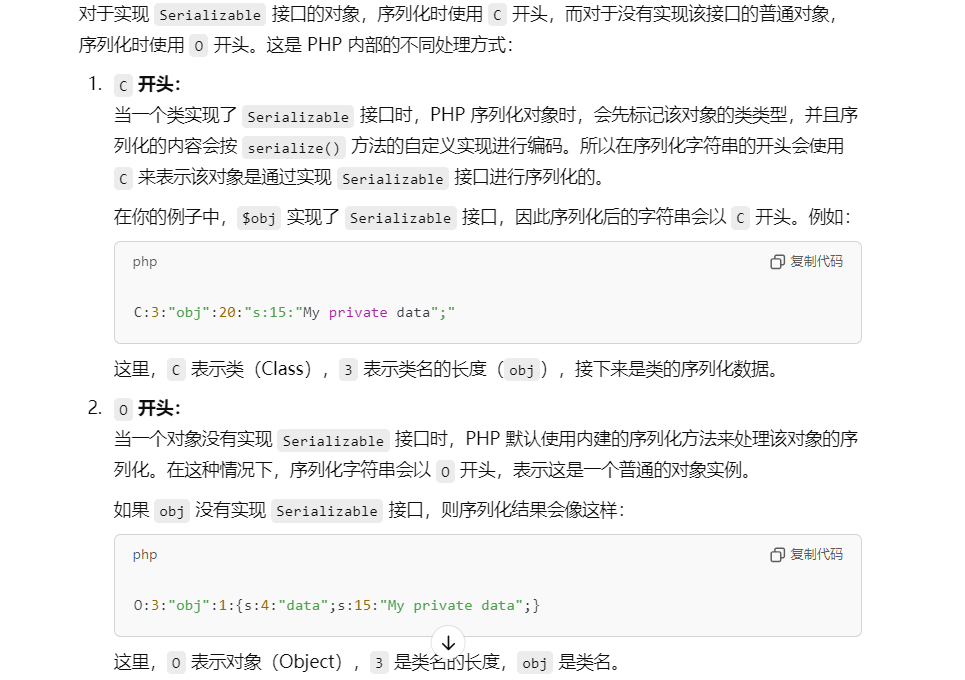 对于实现 Serializable 接口的对象，序列化时使用 C 开头，而对于没有实现该接口的普通对象，
序列化时使用 O 开头。这是 PHP 内部的不同处理方式：
1. C 开头：
当一个类实现了 Serializable 接口时，PHP 序列化对象时，会先标记该对象的类类型，并且序
列化的内容会按 serialize() 方法的自定义实现进行编码。所以在序列化字符串的开头会使用
C 来表示该对象是通过实现 Serializable 接口进行序列化的。
在你的例子中，$obj 实现了 Serializable 接口，因此序列化后的字符串会以 C 开头。例如：
php 复制代码
C:3:"obj":20:"s:15:"My private data";"
这里，C 表示类（Class），3 表示类名的长度（obj），接下来是类的序列化数据。
2. O 开头：
当一个对象没有实现 Serializable 接口时，PHP 默认使用内建的序列化方法来处理该对象的序
列化。在这种情况下，序列化字符串会以 O 开头，表示这是一个普通的对象实例。
如果 obj 没有实现 Serializable 接口，则序列化结果会像这样：
php 复制代码
O:3:"obj":1:{s:4:"data";s:15:"My private data";}
这里，O 表示对象（Object），3 是类名的长度，obj 是类名。